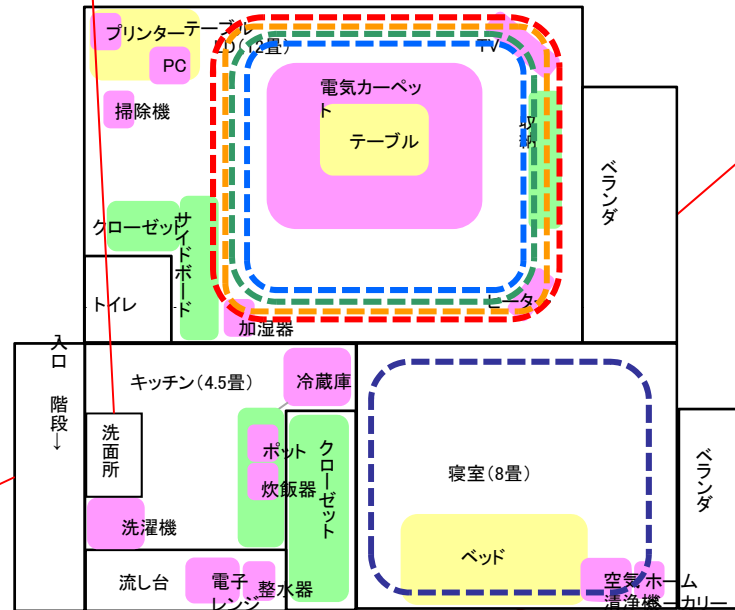 プリンター
テーブル
D(12畳)
TV
PC
掃除機
電気カーペッ
ト
テーブル
収納
ベランダ
クローゼット
サイドボード
トイレ
加湿器
ヒーター
入口 階段→
キッチン(4.5畳)
冷蔵庫
洗面所
ポット
炊飯器
クローゼット
寝室(8畳)
ベランダ
洗濯機
ベッド
流し台
電子
レンジ
整水器
空気
清浄機
ホーム
ベーカリー